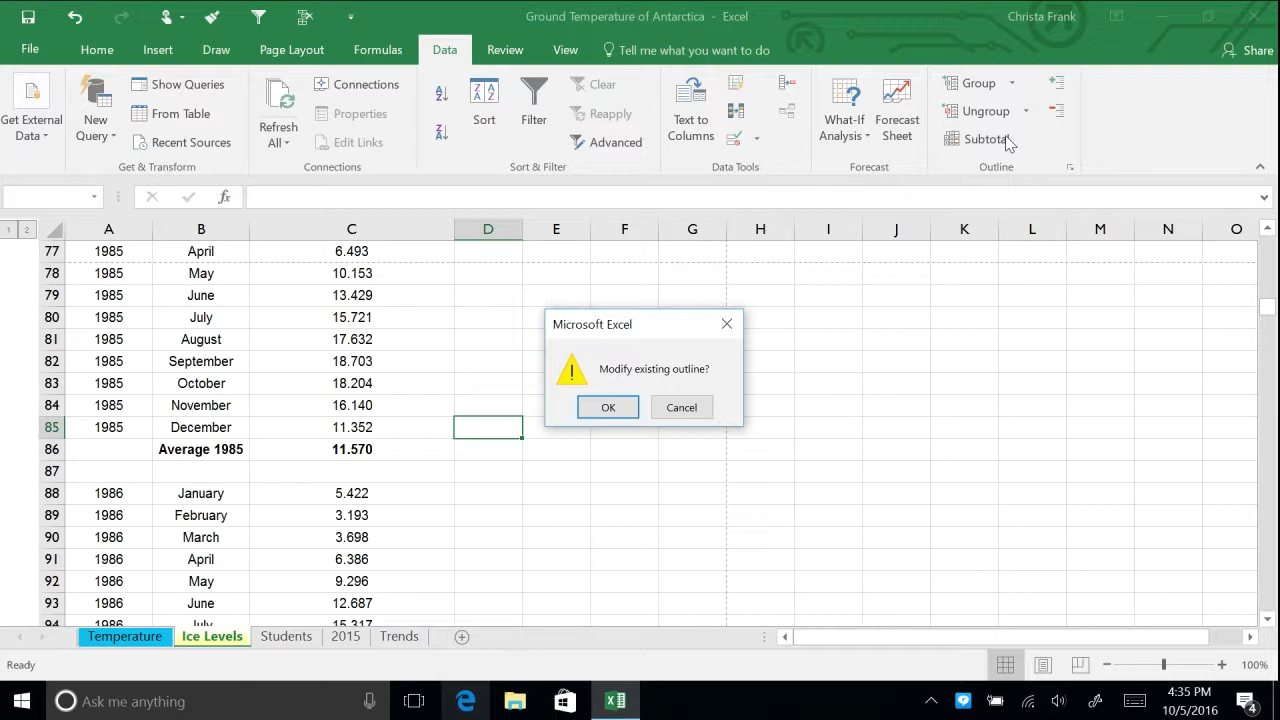 Ground Temperature of Antarctica - Excel
Christa Frank
File Home Insert Draw Page Layout Formulas Data Review View Tell me what you want to do Share
Get External Data
New Query
Show Queries
From Table
Recent Sources
Get & Transform
Refresh All
Connections
Properties
Edit Links
Connections
Sort
Filter
Clear
Reapply
Advanced
Sort & Filter
Text to Columns
Data Tools
What-If Analysis
Forecast Sheet
Forecast
Group
Ungroup
Subtotal
Outline
fx
1 2 A B C D E F G H I J K L M N O
77 1985 April 6.493
78 1985 May 10.153
79 1985 June 13.429
80 1985 July 15.721
81 1985 August 17.632
82 1985 September 18.703
83 1985 October 18.204
84 1985 November 16.140
85 1985 December 11.352
86 Average 1985 11.570
87
88 1986 January 5.422
89 1986 February 3.193
90 1986 March 3.698
91 1986 April 6.386
92 1986 May 9.296
93 1986 June 12.687
94 1986 July 15.317
Microsoft Excel
Modify existing outline?
OK Cancel
Temperature Ice Levels Students 2015 Trends
Ready
100%
Ask me anything
4:35 PM
10/5/2016
4